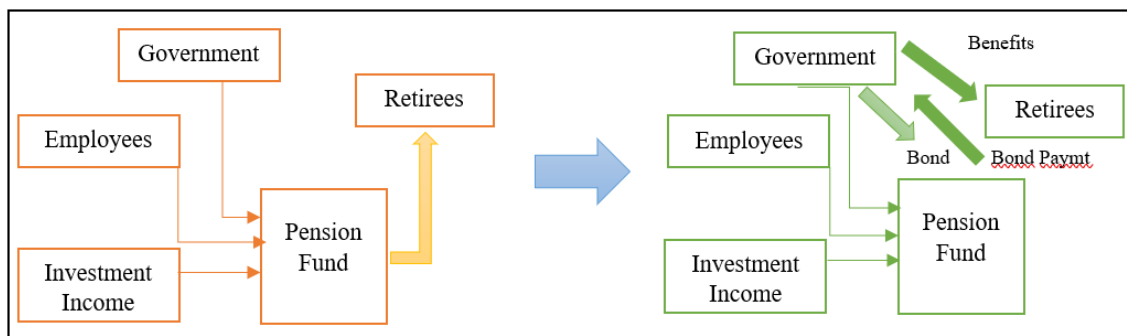 Government
Retirees
Employees
Pension
Fund
Investment
Income
Government
Benefits
Retirees
Employees
Bond
Bond Paymt
Pension
Fund
Investment
Income